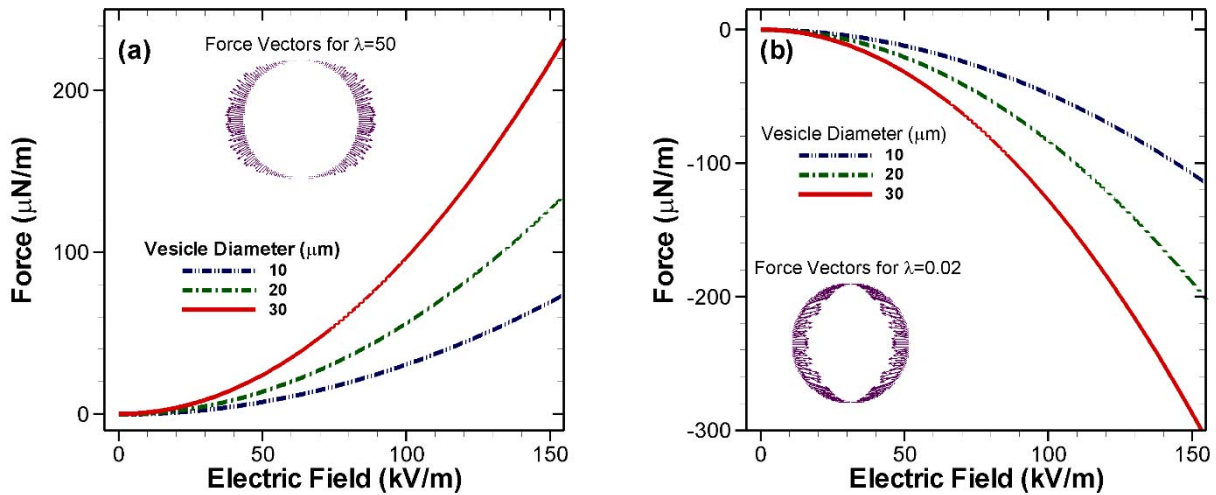 (a)
Force Vectors for λ=50
Force (μN/m)
200
100
0
Vesicle Diameter (μm)
10
20
30
0
50
100
150
Electric Field (kV/m)
(b)
0
-100
-200
-300
Force (μN/m)
Vesicle Diameter (μm)
10
20
30
Force Vectors for λ=0.02
0
50
100
150
Electric Field (kV/m)